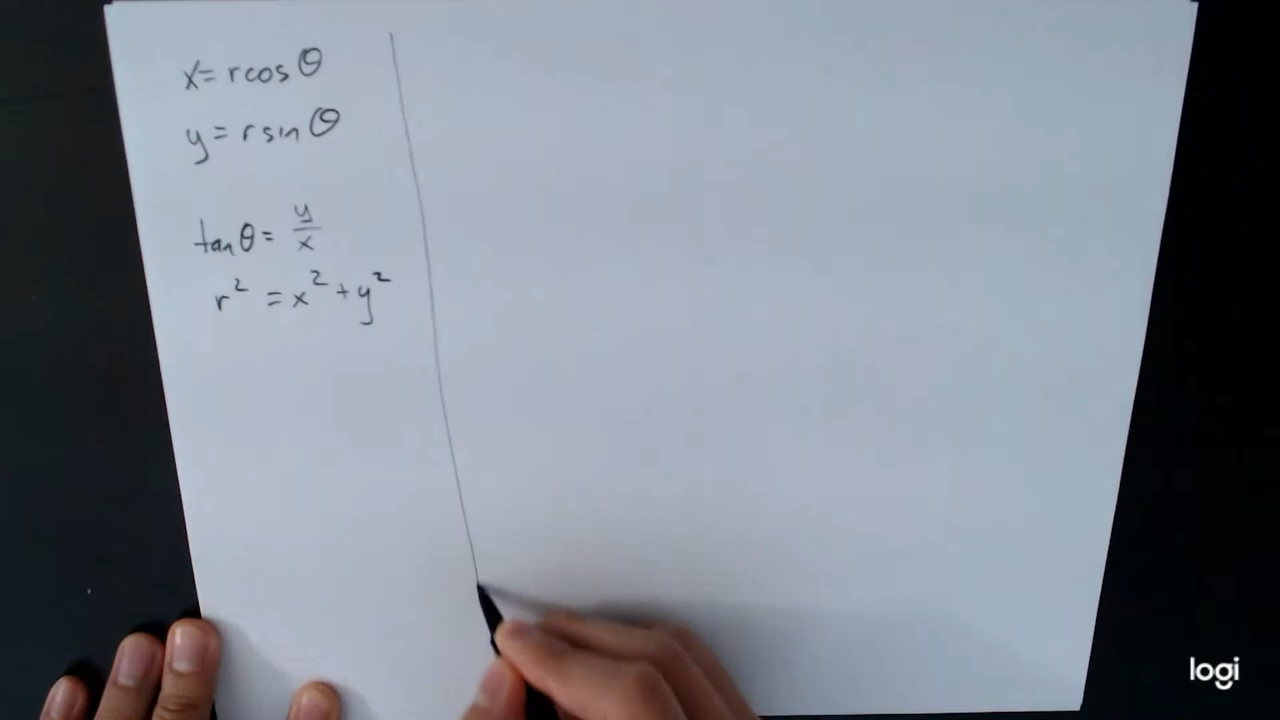 x = r cos θ
y = r sin θ
tan θ = y/x
r² = x² + y²
logi